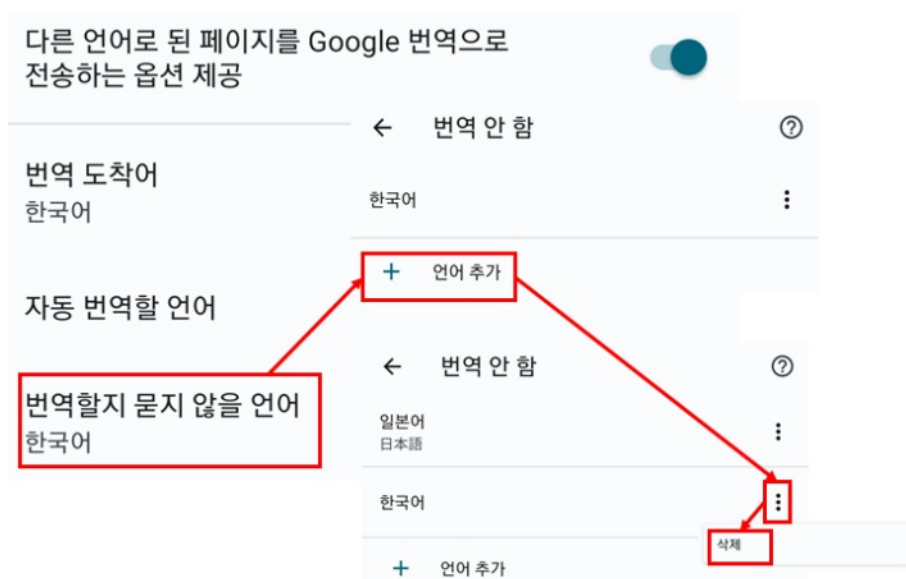 다른 언어로 된 페이지를 Google 번역으로
전송하는 옵션 제공
번역 도착어
한국어
자동 번역할 언어
번역할지 묻지 않을 언어
한국어
번역 안 함
한국어
+ 언어 추가
번역 안 함
일본어
日本語
한국어
삭제
+ 언어 추가